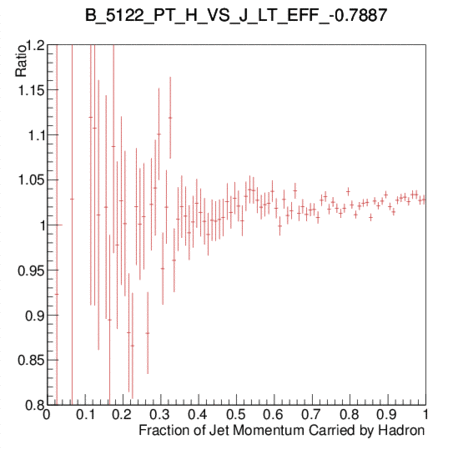 B_5122_PT_H_VS_J_LT_EFF_-0.7887
Ratio
1.2
1.15
1.1
1.05
1
0.95
0.9
0.85
0.8
0 0.1 0.2 0.3 0.4 0.5 0.6 0.7 0.8 0.9 1
Fraction of Jet Momentum Carried by Hadron